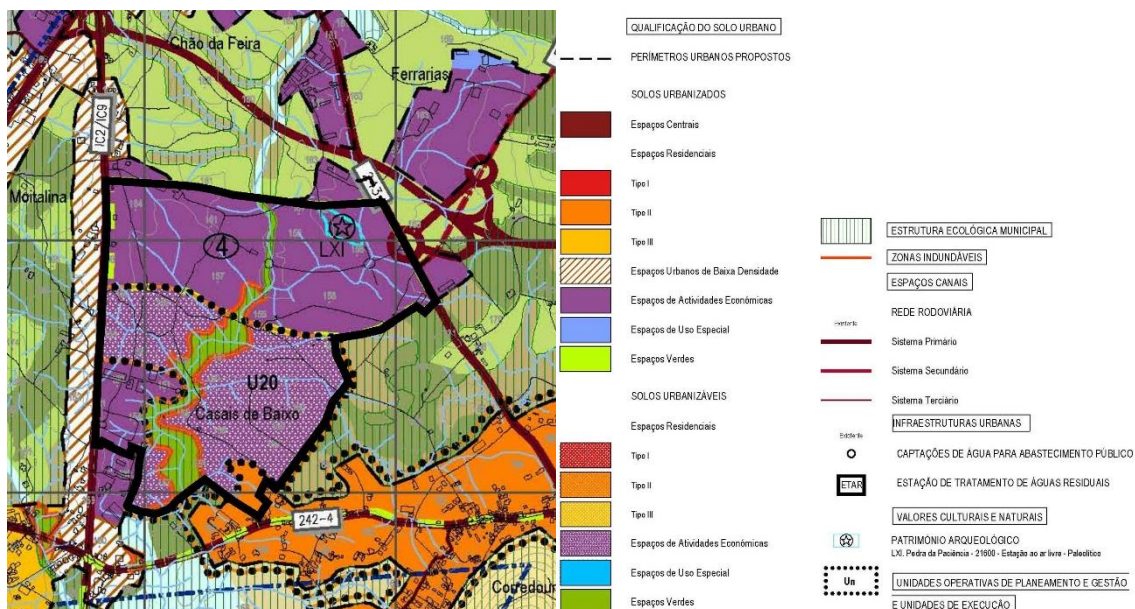 Chão da Feira
Ferrarias
IC2/IC9
Moitalina
4
LXI
U20
Casais de Baixo
242-4
QUALIFICAÇÃO DO SOLO URBANO
PERÍMETROS URBANOS PROPOSTOS
SOLOS URBANIZADOS
Espaços Centrais
Espaços Residenciais
Tipo I
Tipo II
Tipo III
Espaços Urbanos de Baixa Densidade
Espaços de Actividades Económicas
Espaços de Uso Especial
Espaços Verdes
SOLOS URBANIZÁVEIS
Espaços Residenciais
Tipo I
Tipo II
Tipo III
Espaços de Atividades Económicas
Espaços de Uso Especial
Espaços Verdes
ESTRUTURA ECOLÓGICA MUNICIPAL
ZONAS INDUNDÁVEIS
ESPAÇOS CANAIS
REDE RODOVIÁRIA
Existente
Sistema Primário
Sistema Secundário
Sistema Terciário
INFRAESTRUTURAS URBANAS
Existente
CAPTAÇÕES DE ÁGUA PARA ABASTECIMENTO PÚBLICO
ETAR ESTAÇÃO DE TRATAMENTO DE ÁGUAS RESIDUAIS
VALORES CULTURAIS E NATURAIS
PATRIMÓNIO ARQUEOLÓGICO
LXI. Pedra da Paciência - 21600 - Estação ao ar livre - Paleolítico
Un UNIDADES OPERATIVAS DE PLANEAMENTO E GESTÃO
E UNIDADES DE EXECUÇÃO